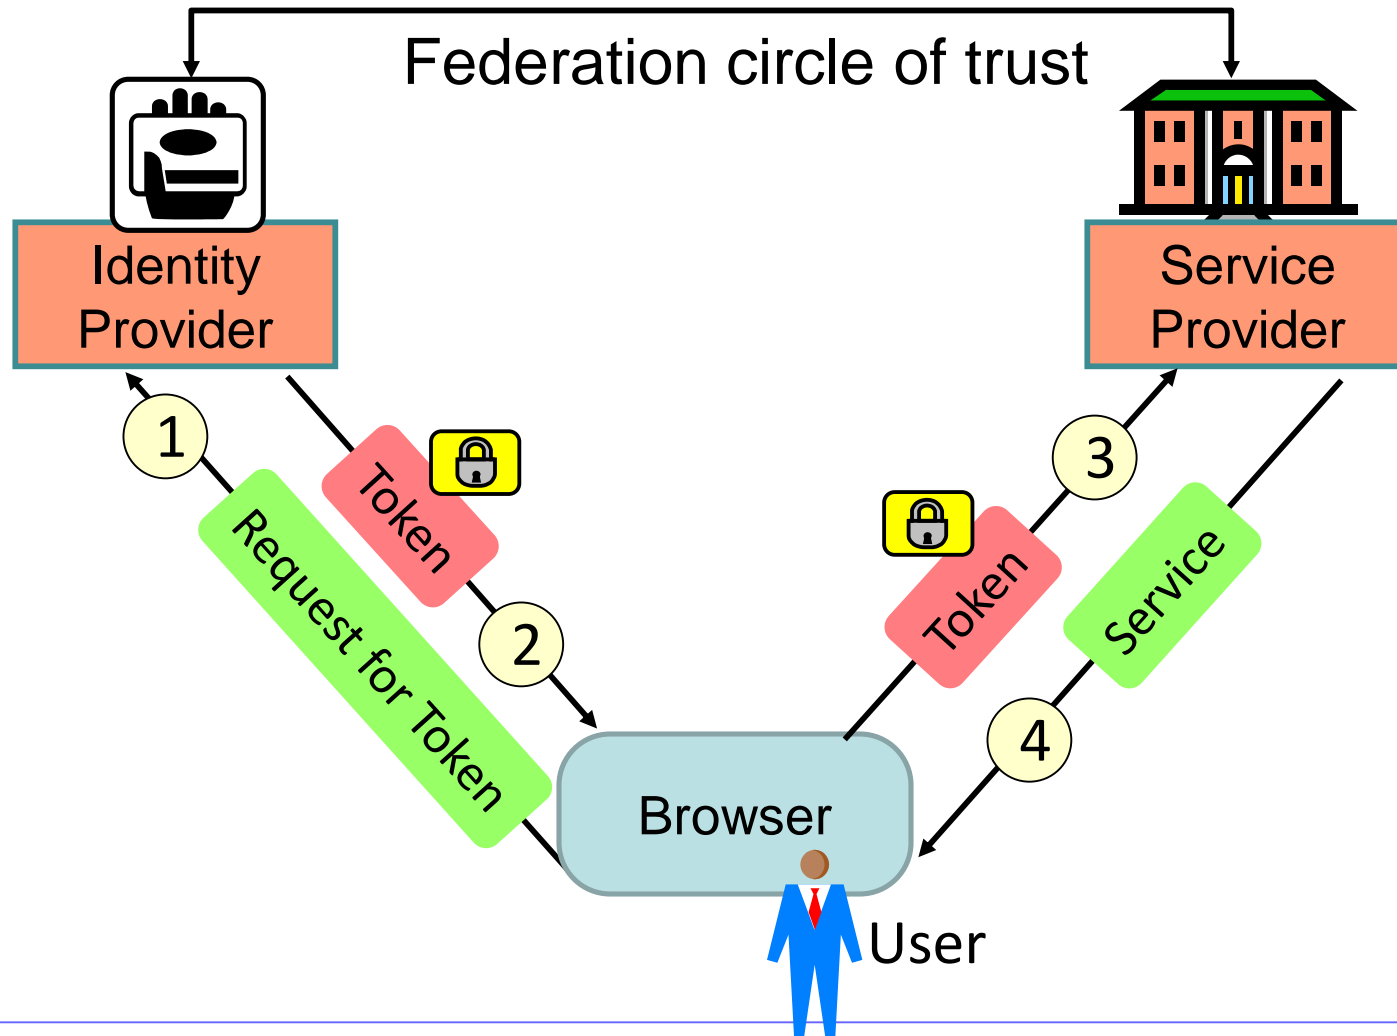 Federation circle of trust
Identity
Provider
Service
Provider
1
Token
3
Request for Token
Token
Service
2
4
Browser
User